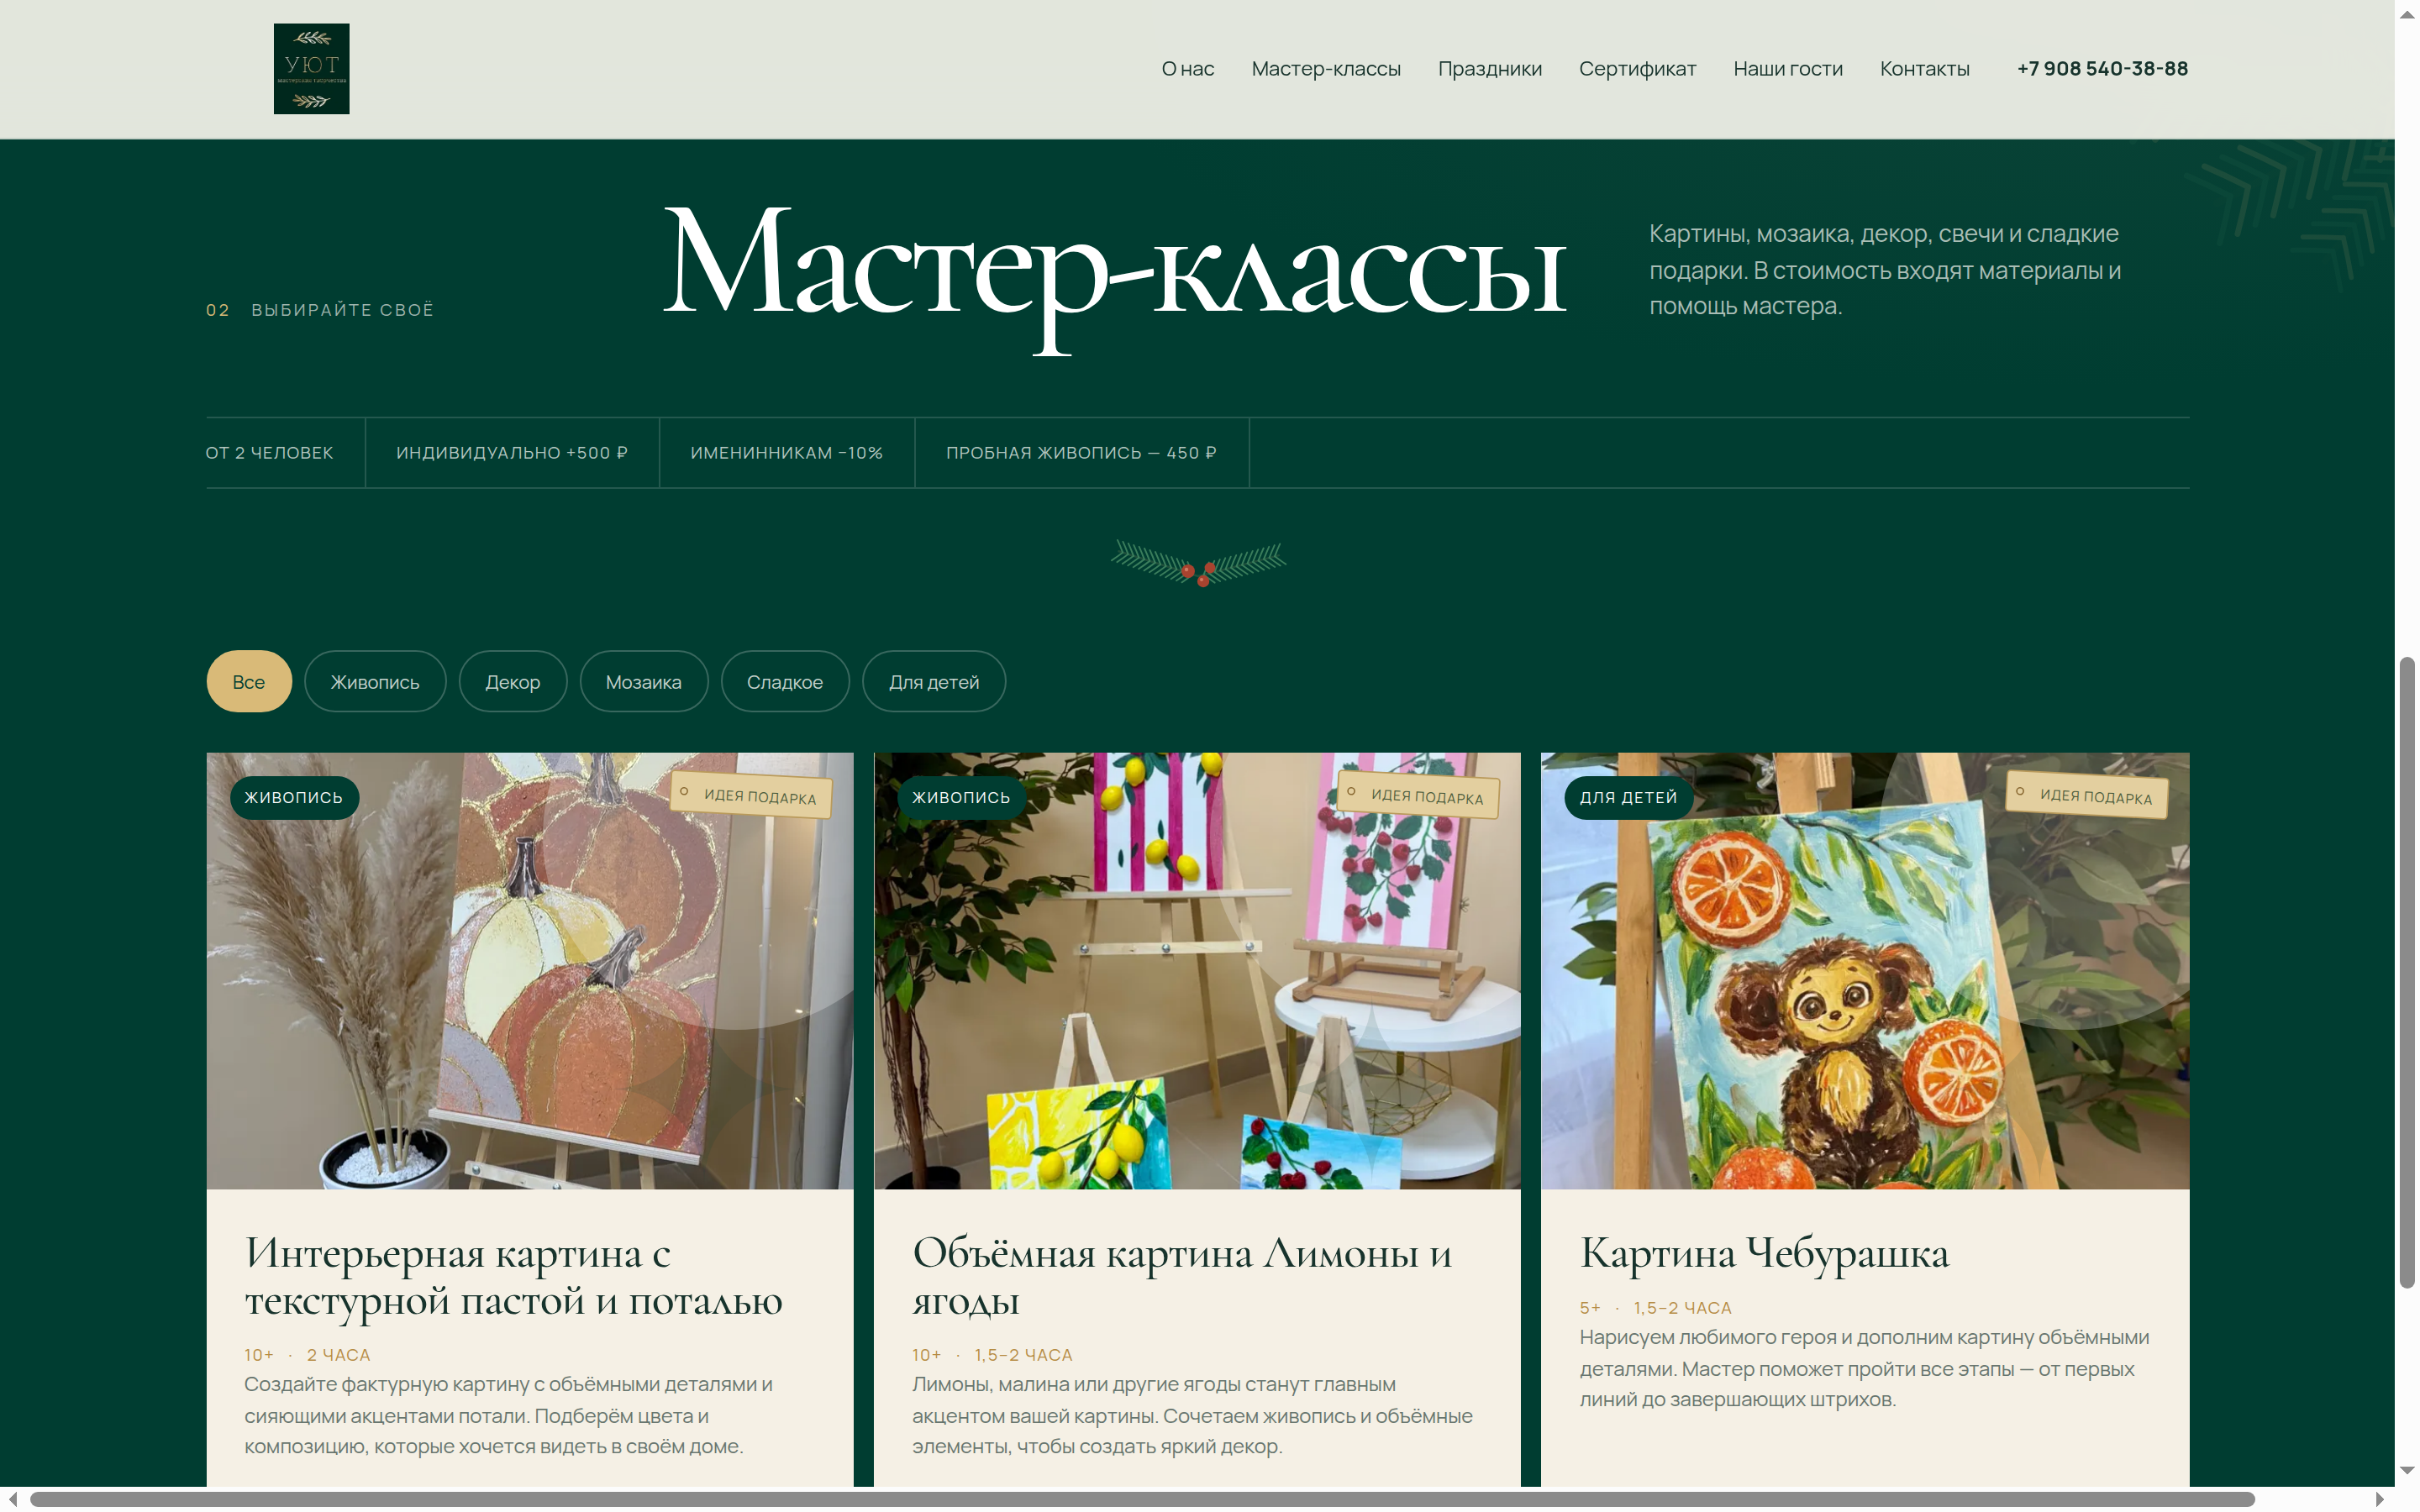 УЮТ
О нас
Мастер-классы
Праздники
Сертификат
Наши гости
Контакты
+7 908 540-38-88
02 ВЫБИРАЙТЕ СВОЁ
Мастер-классы
Картины, мозаика, декор, свечи и сладкие
подарки. В стоимость входят материалы и
помощь мастера.
ОТ 2 ЧЕЛОВЕК
ИНДИВИДУАЛЬНО +500 ₽
ИМЕНИННИКАМ −10%
ПРОБНАЯ ЖИВОПИСЬ — 450 ₽
Все
Живопись
Декор
Мозаика
Сладкое
Для детей
ЖИВОПИСЬ
ИДЕЯ ПОДАРКА
Интерьерная картина с
текстурной пастой и поталью
10+ · 2 ЧАСА
Создайте фактурную картину с объёмными деталями и
сияющими акцентами потали. Подберём цвета и
композицию, которые хочется видеть в своём доме.
ЖИВОПИСЬ
ИДЕЯ ПОДАРКА
Объёмная картина Лимоны и
ягоды
10+ · 1,5–2 ЧАСА
Лимоны, малина или другие ягоды станут главным
акцентом вашей картины. Сочетаем живопись и объёмные
элементы, чтобы создать яркий декор.
ДЛЯ ДЕТЕЙ
ИДЕЯ ПОДАРКА
Картина Чебурашка
5+ · 1,5–2 ЧАСА
Нарисуем любимого героя и дополним картину объёмными
деталями. Мастер поможет пройти все этапы — от первых
линий до завершающих штрихов.